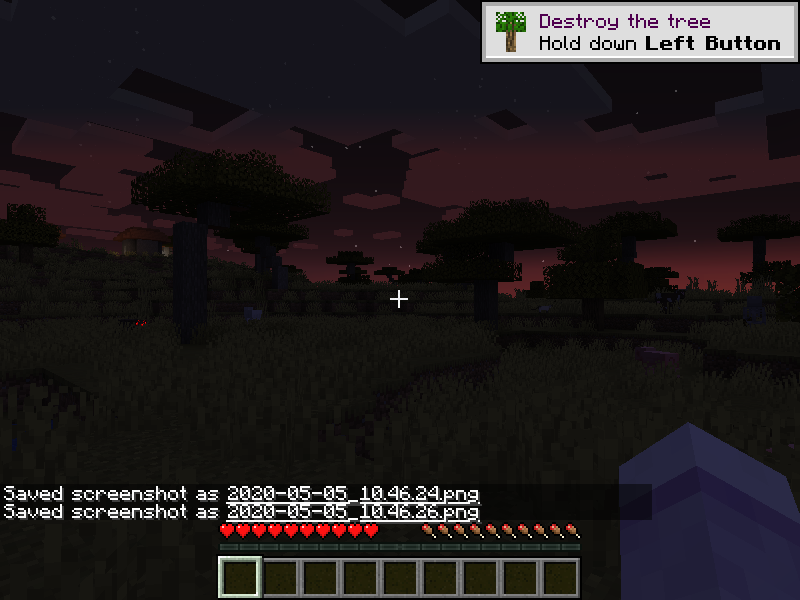 Destroy the tree
Hold down Left Button
Saved screenshot as 2020-05-05_10.46.24.png
Saved screenshot as 2020-05-05_10.46.26.png